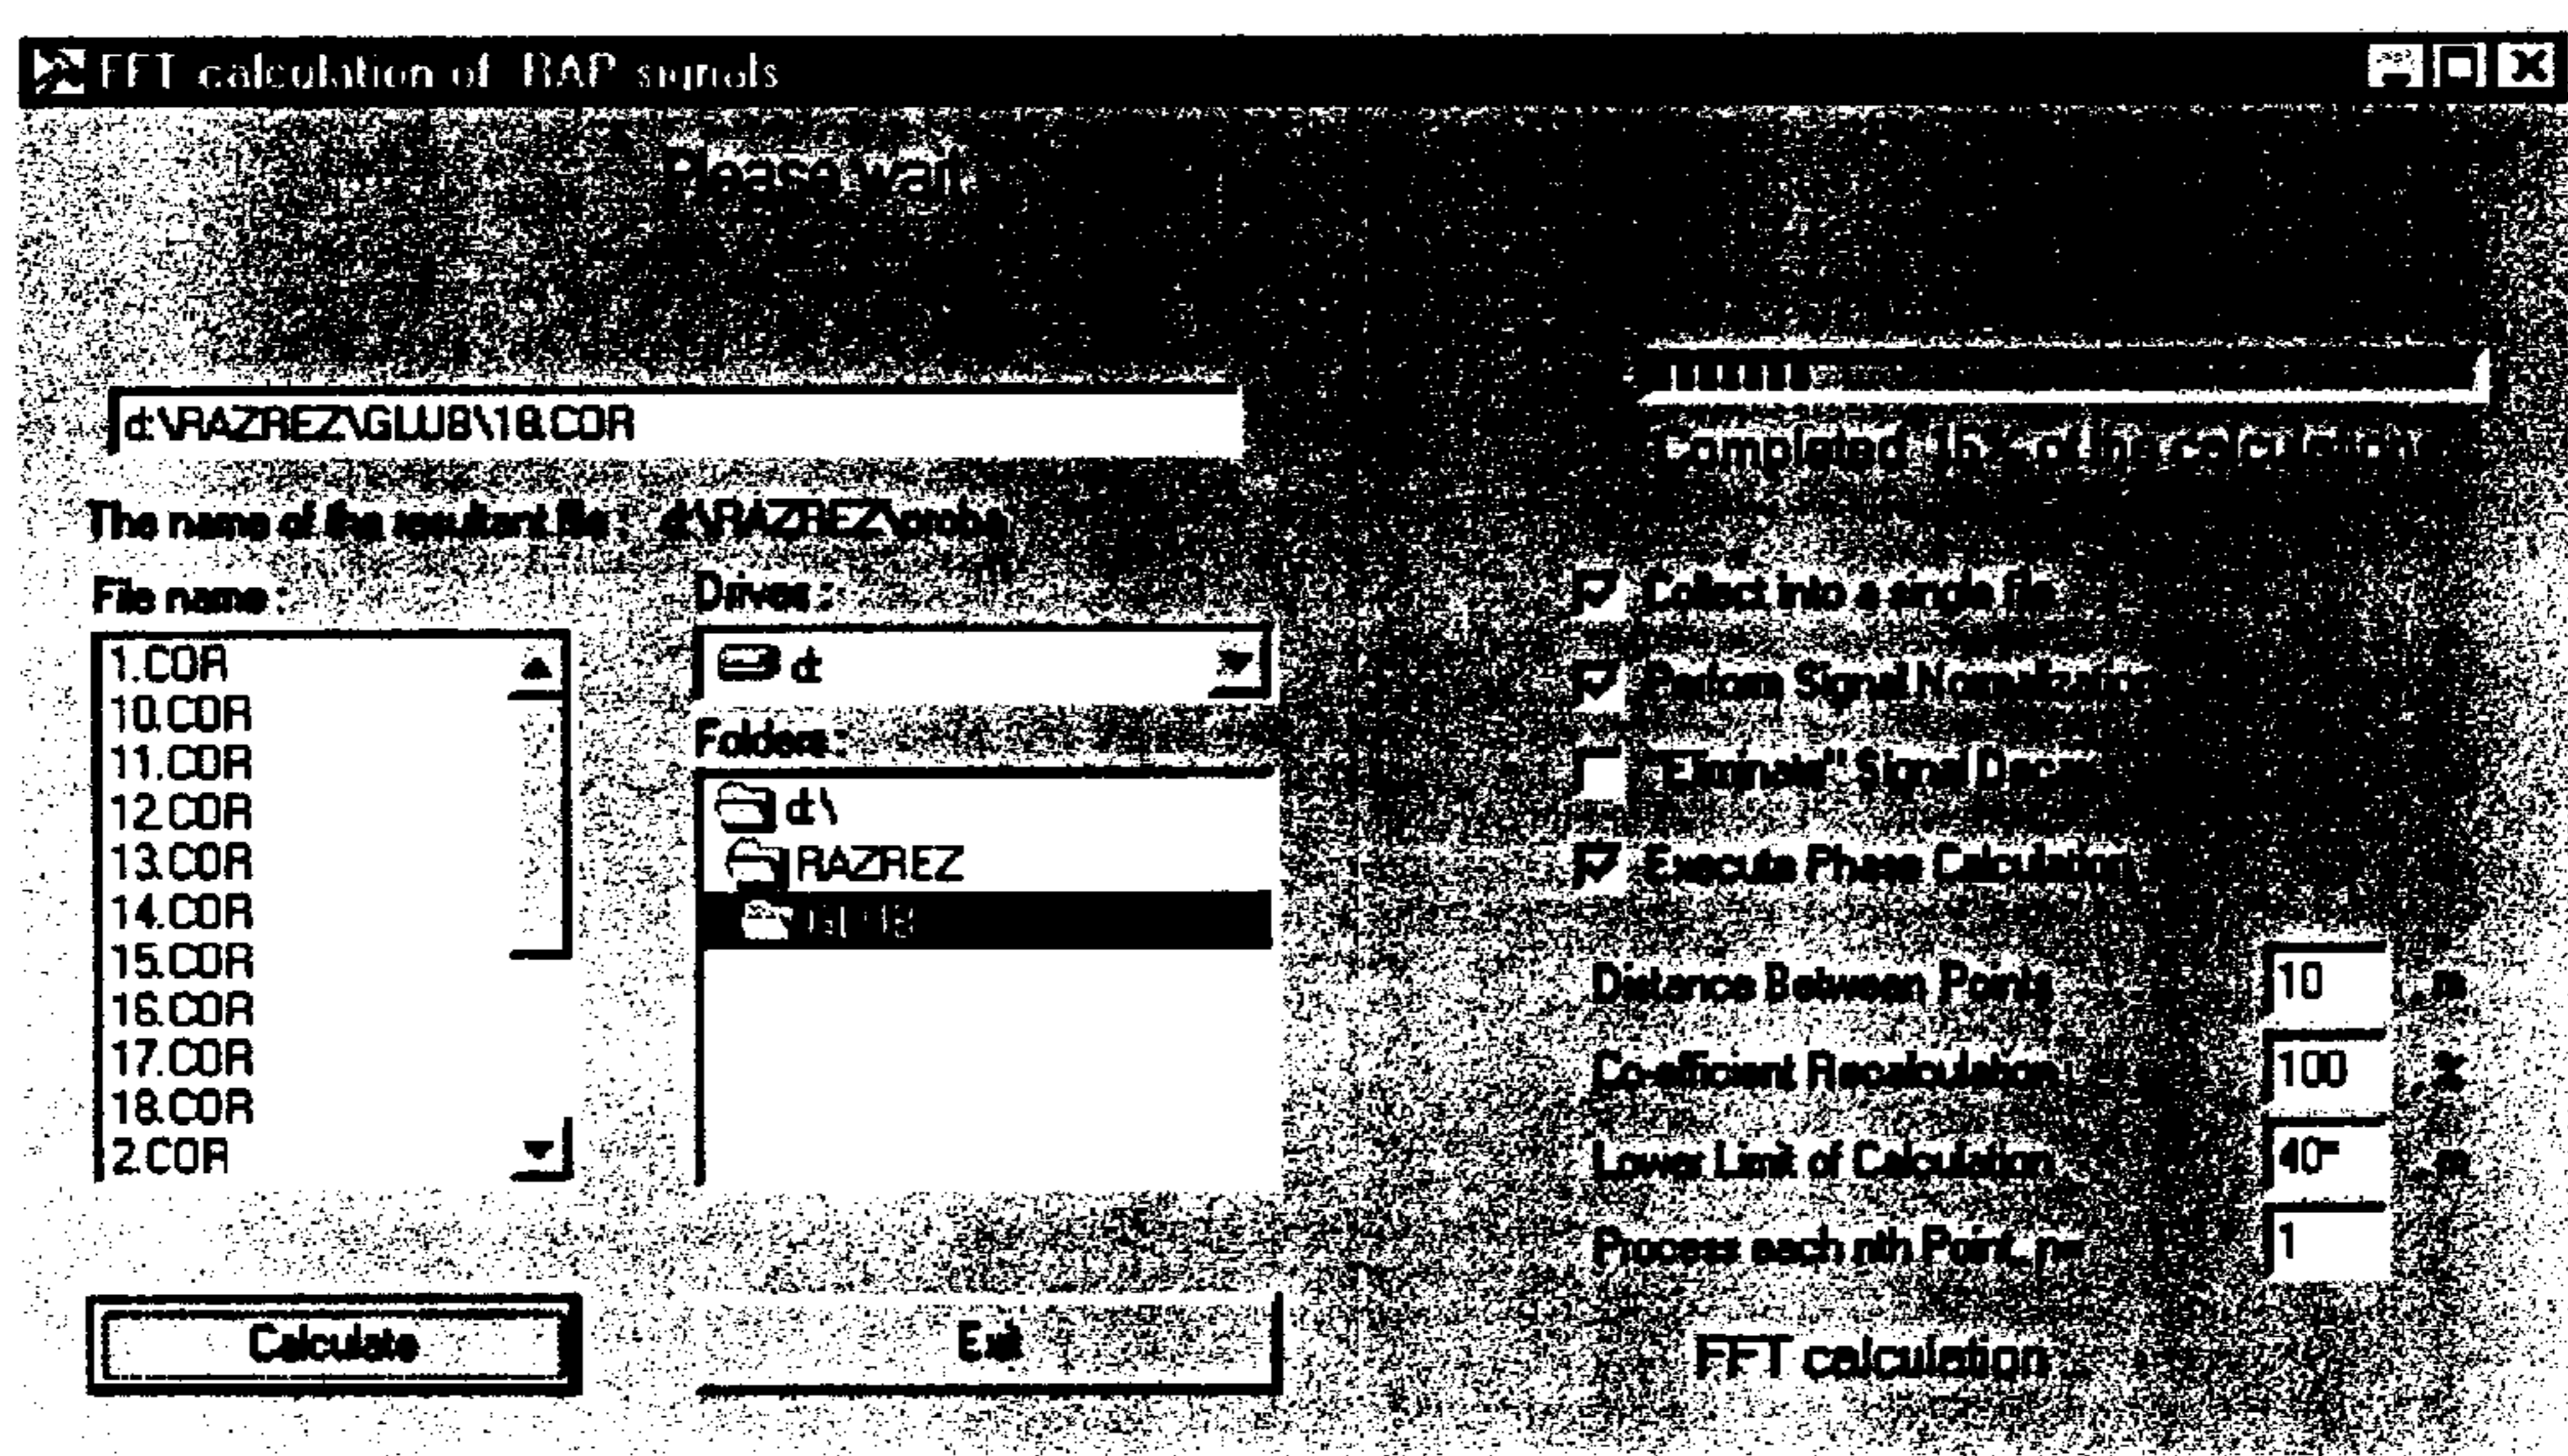 FFT calculation of RAP signals
Please wait
d:\RAZREZ\GLUB\18.COR
Completed 16% of the calculation
The name of the resultant file : d:\RAZREZ\proba
File name :
1.COR
10.COR
11.COR
12.COR
13.COR
14.COR
15.COR
16.COR
17.COR
18.COR
2.COR
Drives :
d:
Folders :
d:\
RAZREZ
GLUB
Collect into a single file
Perform Signal Normalization
"Eliminate" Signal Decay
Execute Phase Calculation
Distance Between Points 10 , m
Co-efficient Recalculation 100 , %
Lower Limit of Calculation 40 , m
Process each nth Point, n= 1
Calculate
Exit
FFT calculation